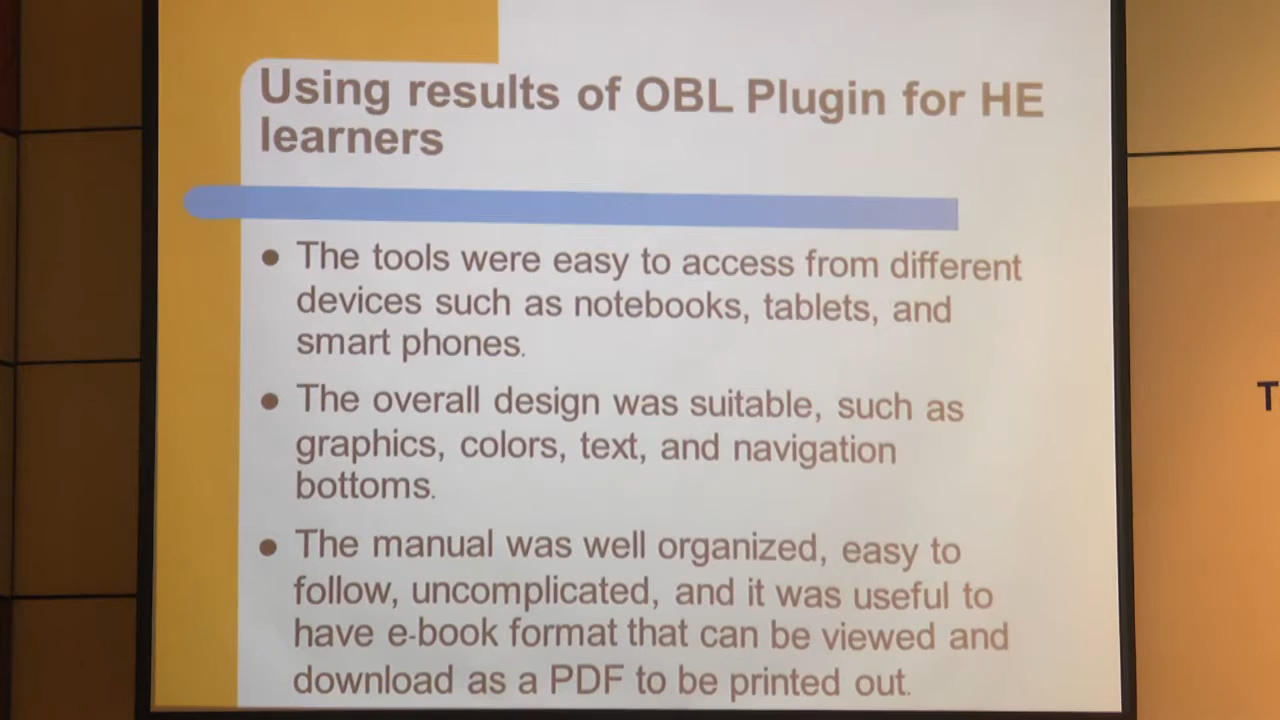 Using results of OBL Plugin for HE
learners
● The tools were easy to access from different
devices such as notebooks, tablets, and
smart phones.
● The overall design was suitable, such as
graphics, colors, text, and navigation
bottoms.
● The manual was well organized, easy to
follow, uncomplicated, and it was useful to
have e-book format that can be viewed and
download as a PDF to be printed out.
T